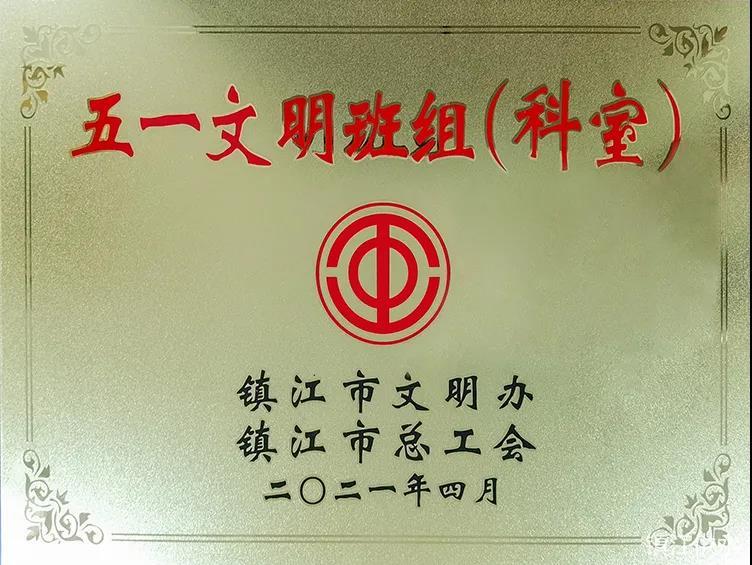 五一文明班组(科室)
镇江市文明办
镇江市总工会
二〇二一年四月